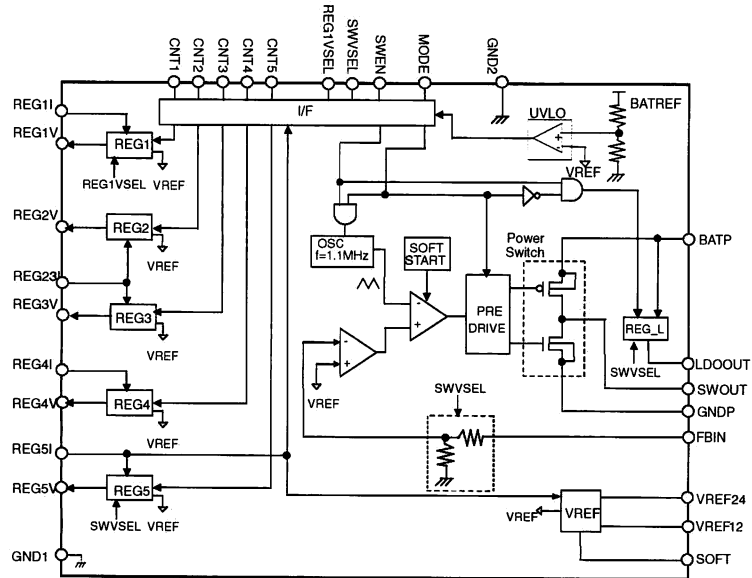 CNT1 CNT2 CNT3 CNT4 CNT5 REG1VSEL SWVSEL SWEN MODE GND2
REG1I
I/F
UVLO
BATREF
REG1V
REG1
VREF
REG1VSEL
VREF
REG2V
REG2
VREF
OSC
f=1.1MHz
SOFT
START
Power
Switch
BATP
REG23I
REG3V
REG3
VREF
PRE
DRIVE
REG_L
SWVSEL
LDOOUT
REG4I
REG4V
REG4
VREF
VREF
SWVSEL
SWOUT
GNDP
FBIN
REG5I
REG5V
REG5
SWVSEL
VREF
VREF
VREF
VREF24
VREF12
SOFT
GND1